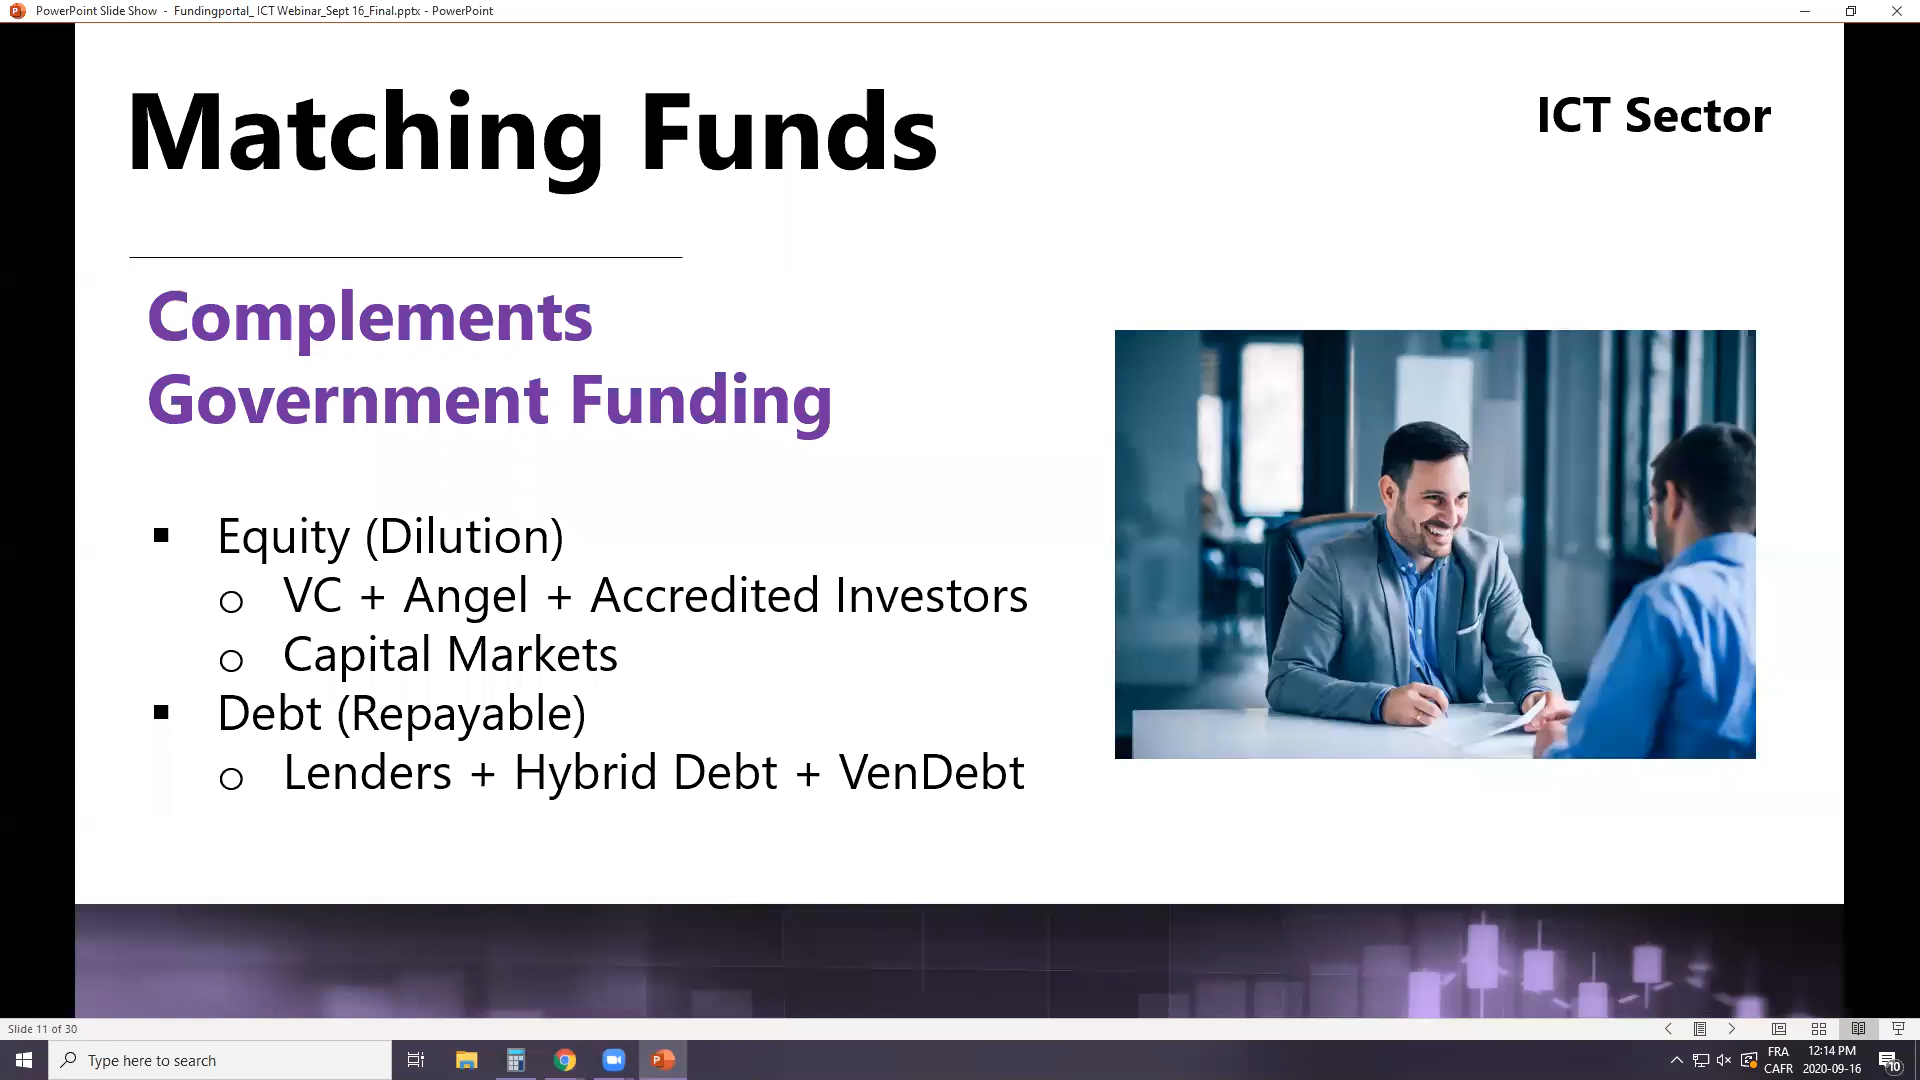 PowerPoint Slide Show - Fundingportal_ ICT Webinar_Sept 16_Final.pptx - PowerPoint
Matching Funds
ICT Sector
Complements
Government Funding
▪ Equity (Dilution)
o VC + Angel + Accredited Investors
o Capital Markets
▪ Debt (Repayable)
o Lenders + Hybrid Debt + VenDebt
Slide 11 of 30
Type here to search
FRA
CAFR
12:14 PM
2020-09-16
10